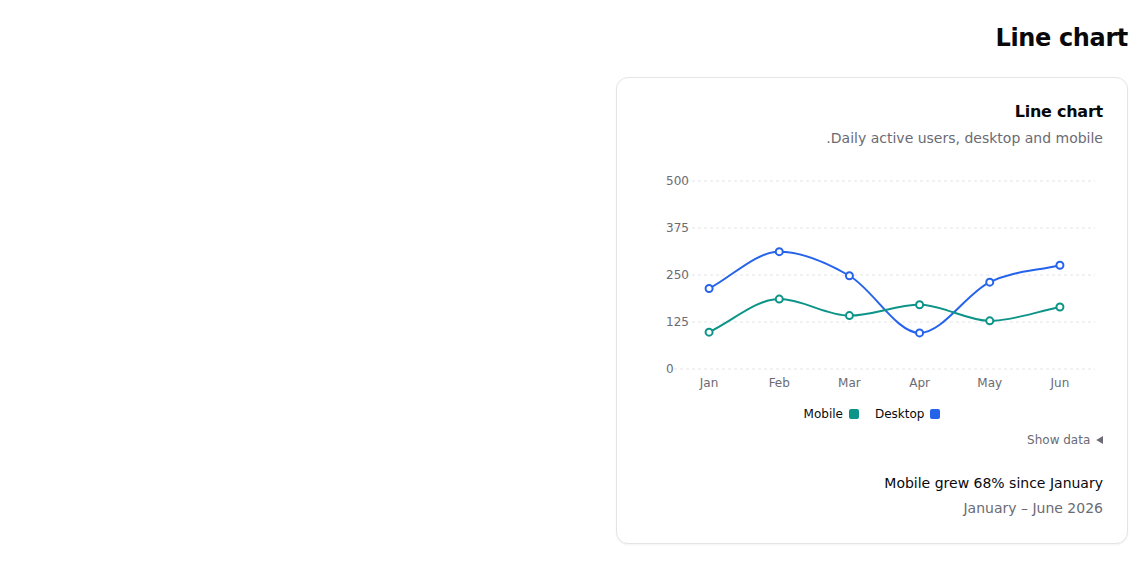 Line chart
Line chart
.Daily active users, desktop and mobile
500
375
250
125
0
Jan Feb Mar Apr May Jun
Mobile Desktop
Show data
Mobile grew 68% since January
January – June 2026